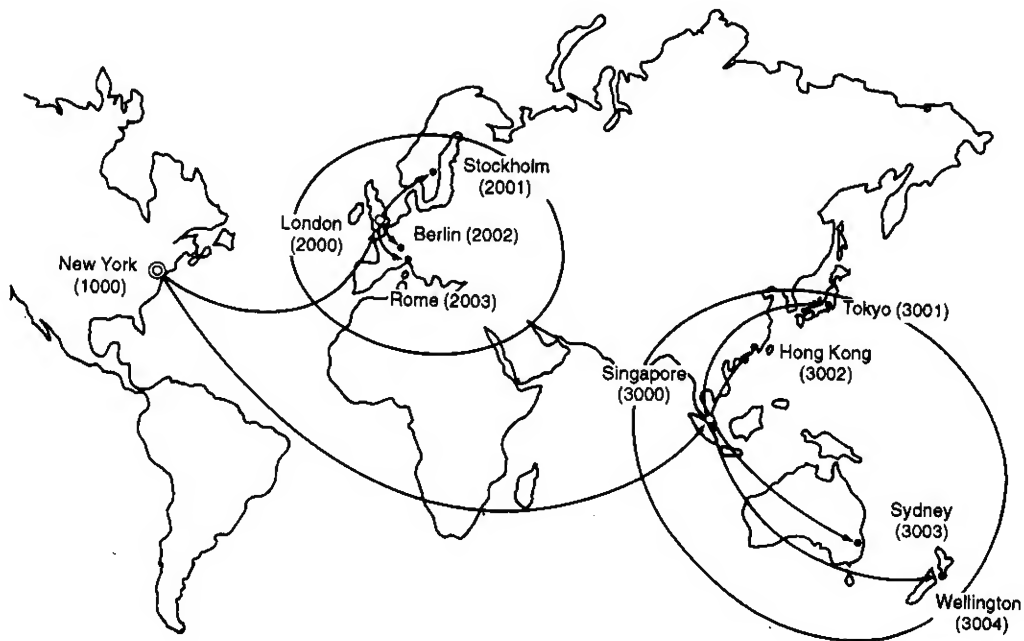 Stockholm
(2001)
London
(2000)
Berlin (2002)
New York
(1000)
Rome (2003)
Tokyo (3001)
Hong Kong
(3002)
Singapore
(3000)
Sydney
(3003)
Wellington
(3004)